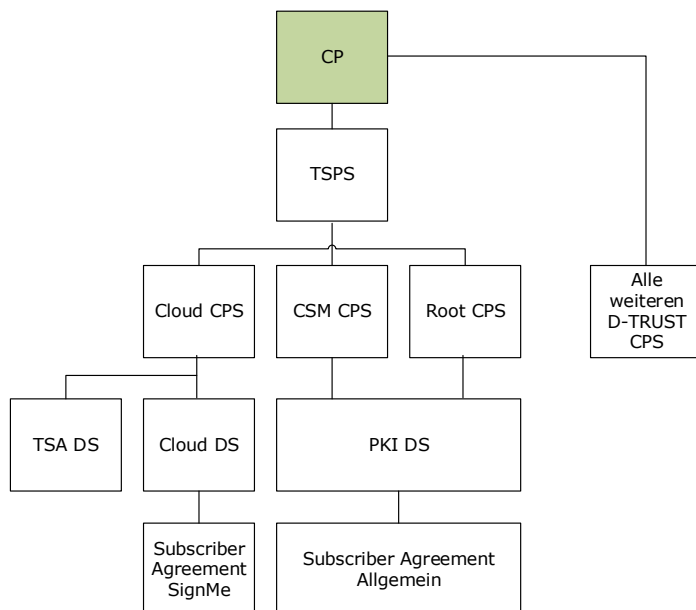 CP
TSPS
Cloud CPS
CSM CPS
Root CPS
Alle
weiteren
D-TRUST
CPS
TSA DS
Cloud DS
PKI DS
Subscriber
Agreement
SignMe
Subscriber Agreement
Allgemein